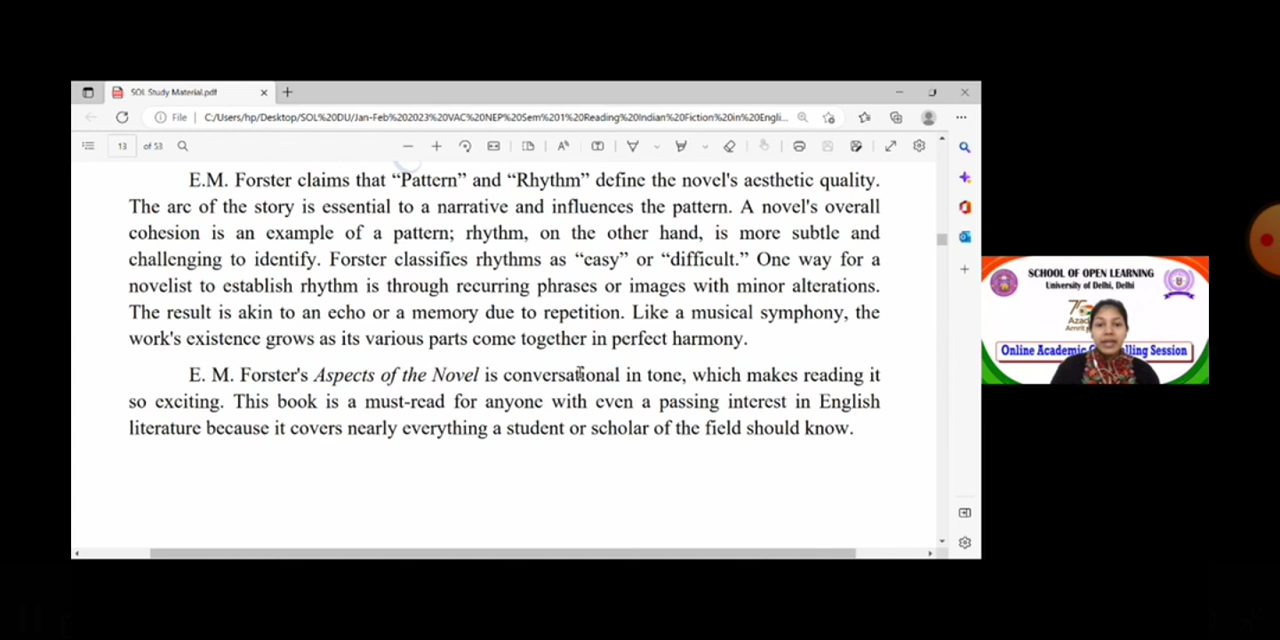 SOL Study Material.pdf
File
C:/Users/hp/Desktop/SOL%20DU/Jan-Feb%202023%20VAC%20NEP%20Sem%201%20Reading%20Indian%20Fiction%20in%20Engli...
13 of 53
E.M. Forster claims that “Pattern” and “Rhythm” define the novel's aesthetic quality.
The arc of the story is essential to a narrative and influences the pattern. A novel's overall
cohesion is an example of a pattern; rhythm, on the other hand, is more subtle and
challenging to identify. Forster classifies rhythms as “easy” or “difficult.” One way for a
novelist to establish rhythm is through recurring phrases or images with minor alterations.
The result is akin to an echo or a memory due to repetition. Like a musical symphony, the
work's existence grows as its various parts come together in perfect harmony.
E. M. Forster's Aspects of the Novel is conversational in tone, which makes reading it
so exciting. This book is a must-read for anyone with even a passing interest in English
literature because it covers nearly everything a student or scholar of the field should know.
SCHOOL OF OPEN LEARNING
University of Delhi, Delhi
Online Academic Session